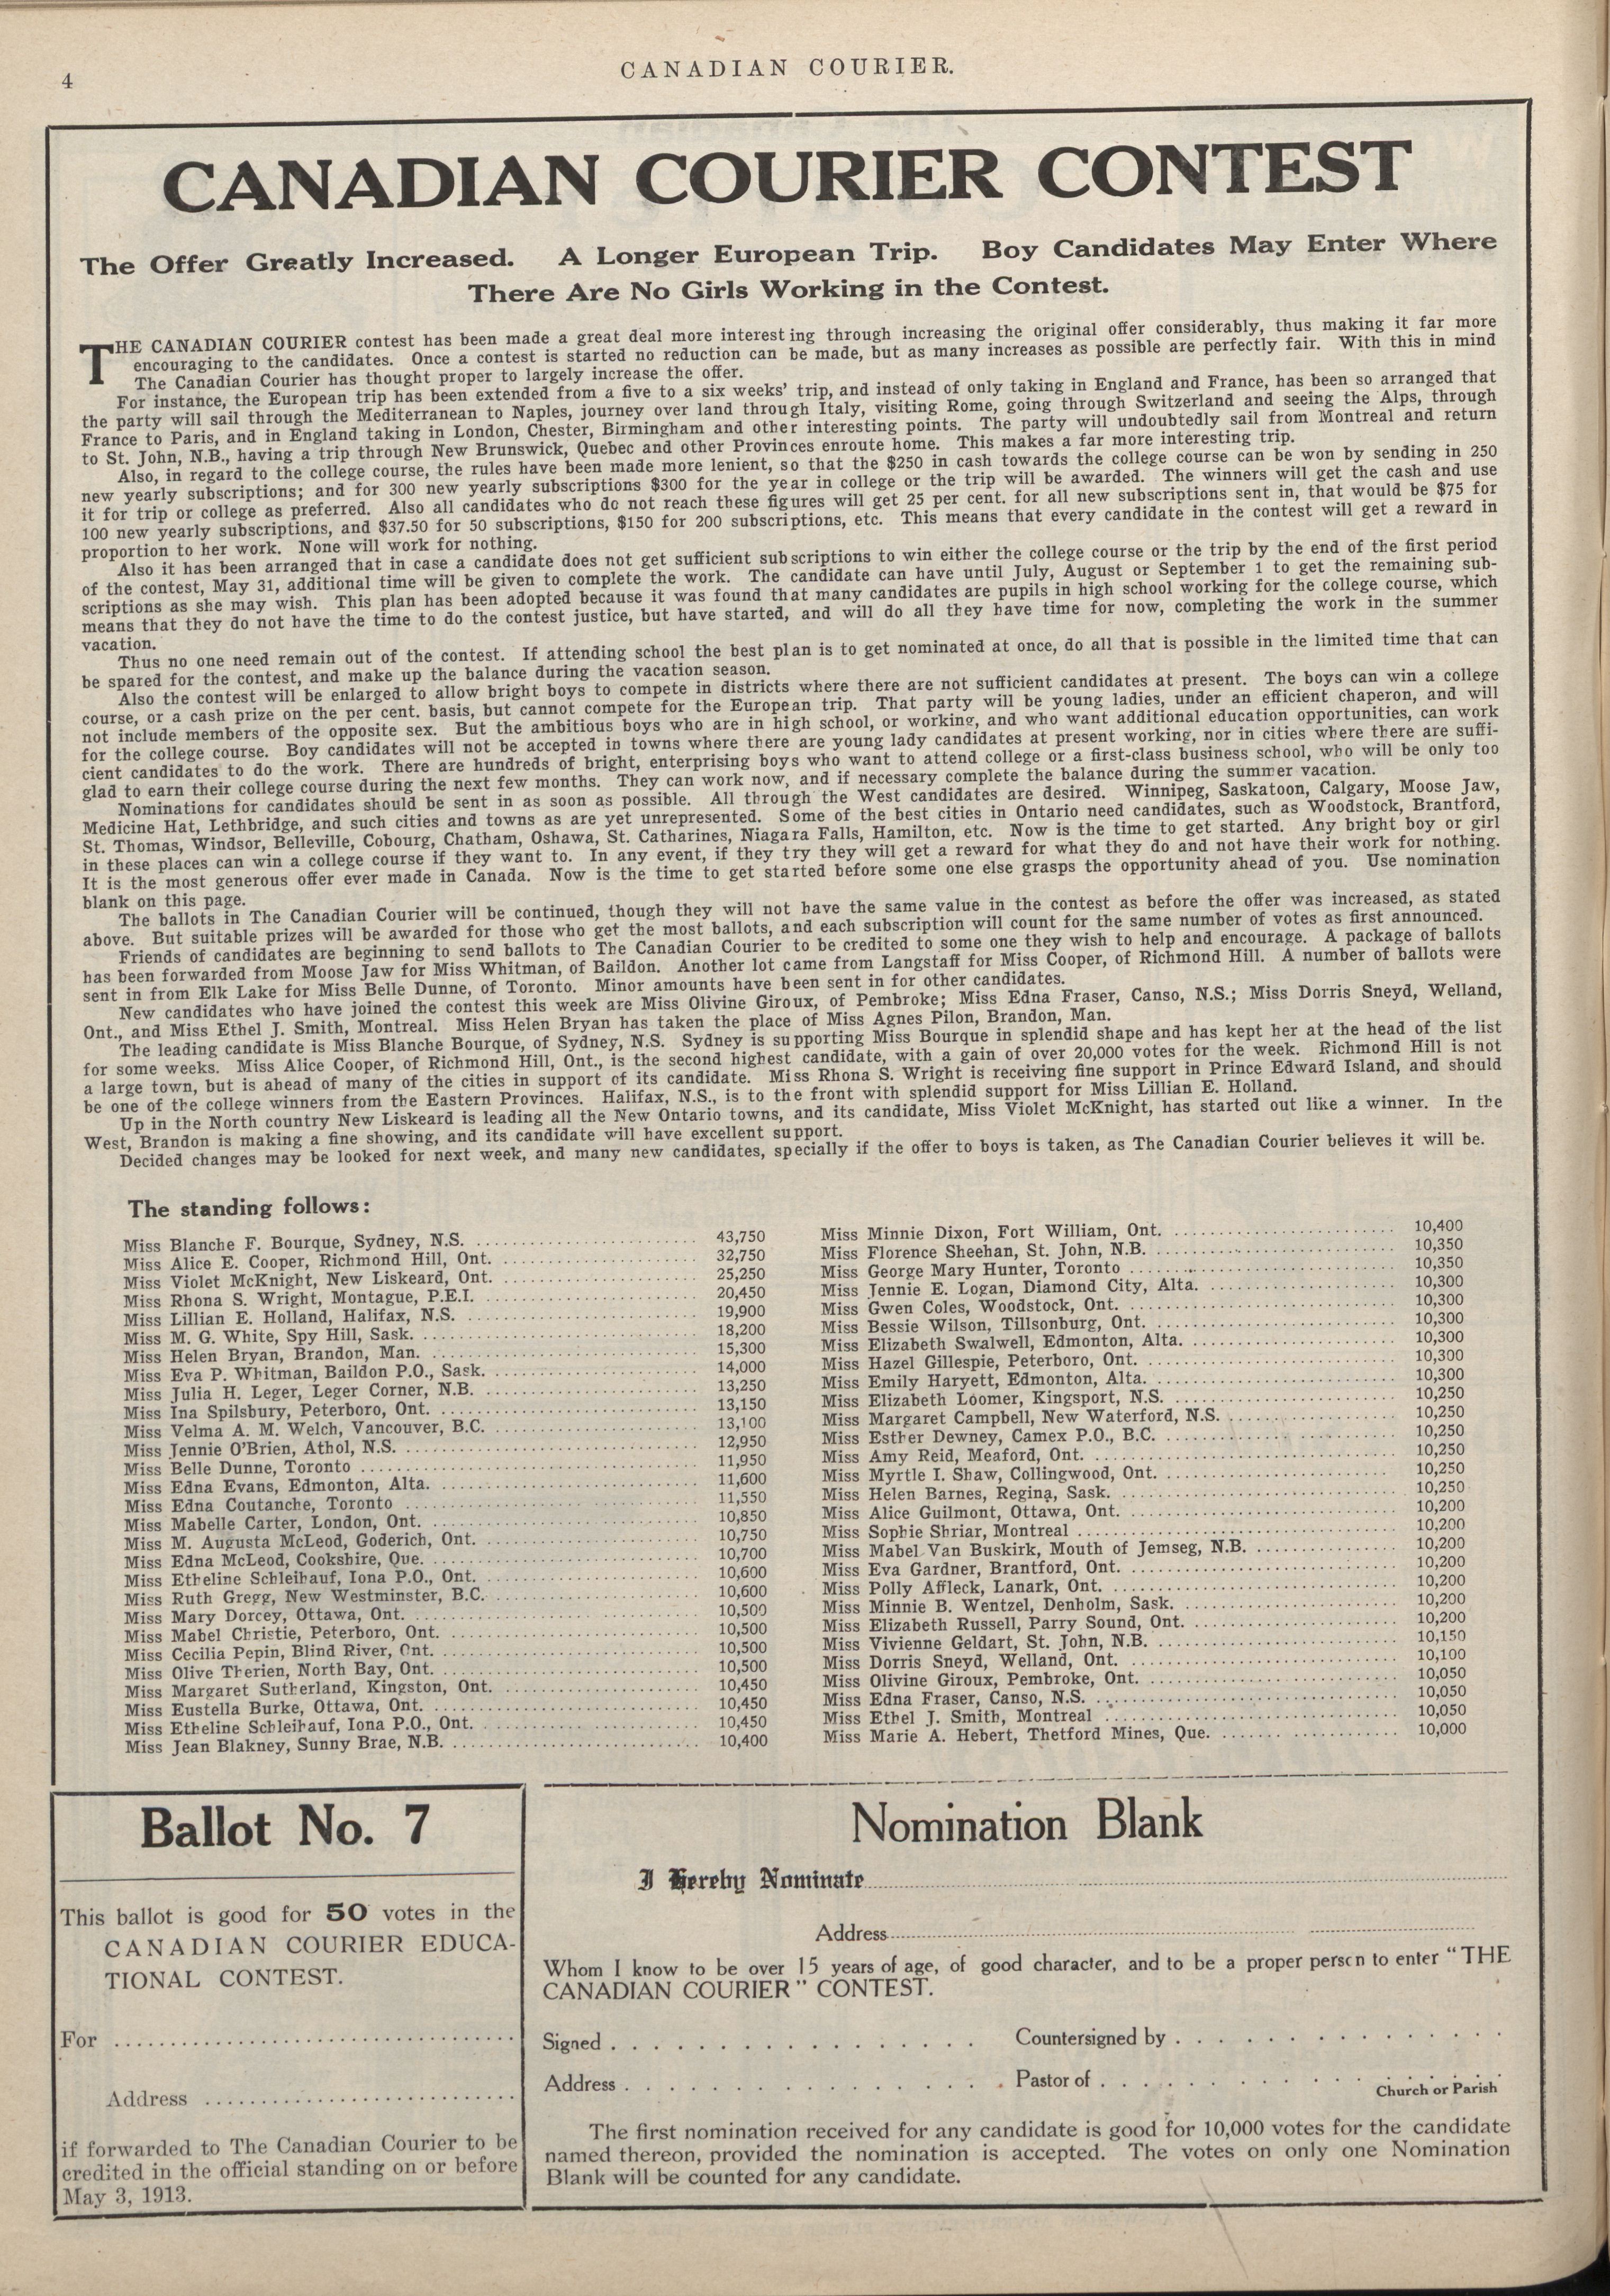 4
CANADIAN COURIER.
CANADIAN COURIER CONTEST
The Offer Greatly Increased. A Longer European Trip. Boy Candidates May Enter Where
There Are No Girls Working in the Contest.
THE CANADIAN COURIER contest has been made a great deal more interesting through increasing the original offer considerably, thus making it far more
encouraging to the candidates. Once a contest is started no reduction can be made, but as many increases as possible are perfectly fair. With this in mind
The Canadian Courier has thought proper to largely increase the offer.
For instance, the European trip has been extended from a five to a six weeks' trip, and instead of only taking in England and France, has been so arranged that
the party will sail through the Mediterranean to Naples, journey over land through Italy, visiting Rome, going through Switzerland and seeing the Alps, through
France to Paris, and in England taking in London, Chester, Birmingham and other interesting points. The party will undoubtedly sail from Montreal and return
to St. John, N.B., having a trip through New Brunswick, Quebec and other Provinces enroute home. This makes a far more interesting trip.
Also, in regard to the college course, the rules have been made more lenient, so that the $250 in cash towards the college course can be won by sending in 250
new yearly subscriptions; and for 300 new yearly subscriptions $300 for the year in college or the trip will be awarded. The winners will get the cash and use
it for trip or college as preferred. Also all candidates who do not reach these figures will get 25 per cent. for all new subscriptions sent in, that would be $75 for
100 new yearly subscriptions, and $37.50 for 50 subscriptions, $150 for 200 subscriptions, etc. This means that every candidate in the contest will get a reward in
proportion to her work. None will work for nothing.
Also it has been arranged that in case a candidate does not get sufficient subscriptions to win either the college course or the trip by the end of the first period
of the contest, May 31, additional time will be given to complete the work. The candidate can have until July, August or September 1 to get the remaining sub-
scriptions as she may wish. This plan has been adopted because it was found that many candidates are pupils in high school working for the college course, which
means that they do not have the time to do the contest justice, but have started, and will do all they have time for now, completing the work in the summer
vacation.
Thus no one need remain out of the contest. If attending school the best plan is to get nominated at once, do all that is possible in the limited time that can
be spared for the contest, and make up the balance during the vacation season.
Also the contest will be enlarged to allow bright boys to compete in districts where there are not sufficient candidates at present. The boys can win a college
course, or a cash prize on the per cent. basis, but cannot compete for the European trip. That party will be young ladies, under an efficient chaperon, and will
not include members of the opposite sex. But the ambitious boys who are in high school, or working, and who want additional education opportunities, can work
for the college course. Boy candidates will not be accepted in towns where there are young lady candidates at present working, nor in cities where there are suffi-
cient candidates to do the work. There are hundreds of bright, enterprising boys who want to attend college or a first-class business school, who will be only too
glad to earn their college course during the next few months. They can work now, and if necessary complete the balance during the summer vacation.
Nominations for candidates should be sent in as soon as possible. All through the West candidates are desired. Winnipeg, Saskatoon, Calgary, Moose Jaw,
Medicine Hat, Lethbridge, and such cities and towns as are yet unrepresented. Some of the best cities in Ontario need candidates, such as Woodstock, Brantford,
St. Thomas, Windsor, Belleville, Cobourg, Chatham, Oshawa, St. Catharines, Niagara Falls, Hamilton, etc. Now is the time to get started. Any bright boy or girl
in these places can win a college course if they want to. In any event, if they try they will get a reward for what they do and not have their work for nothing.
It is the most generous offer ever made in Canada. Now is the time to get started before some one else grasps the opportunity ahead of you. Use nomination
blank on this page.
The ballots in The Canadian Courier will be continued, though they will not have the same value in the contest as before the offer was increased, as stated
above. But suitable prizes will be awarded for those who get the most ballots, and each subscription will count for the same number of votes as first announced.
Friends of candidates are beginning to send ballots to The Canadian Courier to be credited to some one they wish to help and encourage. A package of ballots
has been forwarded from Moose Jaw for Miss Whitman, of Baildon. Another lot came from Langstaff for Miss Cooper, of Richmond Hill. A number of ballots were
sent in from Elk Lake for Miss Belle Dunne, of Toronto. Minor amounts have been sent in for other candidates.
New candidates who have joined the contest this week are Miss Olivine Giroux, of Pembroke; Miss Edna Fraser, Canso, N.S.; Miss Dorris Sneyd, Welland,
Ont., and Miss Ethel J. Smith, Montreal. Miss Helen Bryan has taken the place of Miss Agnes Pilon, Brandon, Man.
The leading candidate is Miss Blanche Bourque, of Sydney, N.S. Sydney is supporting Miss Bourque in splendid shape and has kept her at the head of the list
for some weeks. Miss Alice Cooper, of Richmond Hill, Ont., is the second highest candidate, with a gain of over 20,000 votes for the week. Richmond Hill is not
a large town, but is ahead of many of the cities in support of its candidate. Miss Rhona S. Wright is receiving fine support in Prince Edward Island, and should
be one of the college winners from the Eastern Provinces. Halifax, N.S., is to the front with splendid support for Miss Lillian E. Holland.
Up in the North country New Liskeard is leading all the New Ontario towns, and its candidate, Miss Violet McKnight, has started out like a winner. In the
West, Brandon is making a fine showing, and its candidate will have excellent support.
Decided changes may be looked for next week, and many new candidates, specially if the offer to boys is taken, as The Canadian Courier believes it will be.
The standing follows:
Miss Blanche F. Bourque, Sydney, N.S. 43,750
Miss Alice E. Cooper, Richmond Hill, Ont. 32,750
Miss Violet McKnight, New Liskeard, Ont. 25,250
Miss Rhona S. Wright, Montague, P.E.I. 20,450
Miss Lillian E. Holland, Halifax, N.S. 19,900
Miss M. G. White, Spy Hill, Sask. 18,200
Miss Helen Bryan, Brandon, Man. 15,300
Miss Eva P. Whitman, Baildon P.O., Sask. 14,000
Miss Julia H. Leger, Leger Corner, N.B. 13,250
Miss Ina Spilsbury, Peterboro, Ont. 13,150
Miss Velma A. M. Welch, Vancouver, B.C. 13,100
Miss Jennie O'Brien, Athol, N.S. 12,950
Miss Belle Dunne, Toronto 11,950
Miss Edna Evans, Edmonton, Alta. 11,600
Miss Edna Coutanche, Toronto 11,550
Miss Mabelle Carter, London, Ont. 10,850
Miss M. Augusta McLeod, Goderich, Ont. 10,750
Miss Edna McLeod, Cookshire, Que. 10,700
Miss Etheline Schleihauf, Iona P.O., Ont. 10,600
Miss Ruth Gregg, New Westminster, B.C. 10,600
Miss Mary Dorcey, Ottawa, Ont. 10,500
Miss Mabel Christie, Peterboro, Ont. 10,500
Miss Cecilia Pepin, Blind River, Ont. 10,500
Miss Olive Therien, North Bay, Ont. 10,500
Miss Margaret Sutherland, Kingston, Ont. 10,450
Miss Eustella Burke, Ottawa, Ont. 10,450
Miss Etheline Schleihauf, Iona P.O., Ont. 10,450
Miss Jean Blakney, Sunny Brae, N.B. 10,400
Miss Minnie Dixon, Fort William, Ont. 10,400
Miss Florence Sheehan, St. John, N.B. 10,350
Miss George Mary Hunter, Toronto 10,350
Miss Jennie E. Logan, Diamond City, Alta. 10,300
Miss Gwen Coles, Woodstock, Ont. 10,300
Miss Bessie Wilson, Tillsonburg, Ont. 10,300
Miss Elizabeth Swalwell, Edmonton, Alta. 10,300
Miss Hazel Gillespie, Peterboro, Ont. 10,300
Miss Emily Haryett, Edmonton, Alta. 10,300
Miss Elizabeth Loomer, Kingsport, N.S. 10,250
Miss Margaret Campbell, New Waterford, N.S. 10,250
Miss Esther Dewney, Camex P.O., B.C. 10,250
Miss Amy Reid, Meaford, Ont. 10,250
Miss Myrtle I. Shaw, Collingwood, Ont. 10,250
Miss Helen Barnes, Regina, Sask. 10,250
Miss Alice Guilmont, Ottawa, Ont. 10,200
Miss Sophie Shriar, Montreal 10,200
Miss Mabel Van Buskirk, Mouth of Jemseg, N.B. 10,200
Miss Eva Gardner, Brantford, Ont. 10,200
Miss Polly Affleck, Lanark, Ont. 10,200
Miss Minnie B. Wentzel, Denholm, Sask. 10,200
Miss Elizabeth Russell, Parry Sound, Ont. 10,200
Miss Vivienne Geldart, St. John, N.B. 10,150
Miss Dorris Sneyd, Welland, Ont. 10,100
Miss Olivine Giroux, Pembroke, Ont. 10,050
Miss Edna Fraser, Canso, N.S. 10,050
Miss Ethel J. Smith, Montreal 10,050
Miss Marie A. Hebert, Thetford Mines, Que. 10,000
Ballot No. 7
This ballot is good for 50 votes in the
CANADIAN COURIER EDUCA-
TIONAL CONTEST.
For
Address
if forwarded to The Canadian Courier to be
credited in the official standing on or before
May 3, 1913.
Nomination Blank
I Hereby Nominate
Address
Whom I know to be over 15 years of age, of good character, and to be a proper person to enter "THE
CANADIAN COURIER" CONTEST.
Signed Countersigned by
Address Pastor of
Church or Parish
The first nomination received for any candidate is good for 10,000 votes for the candidate
named thereon, provided the nomination is accepted. The votes on only one Nomination
Blank will be counted for any candidate.